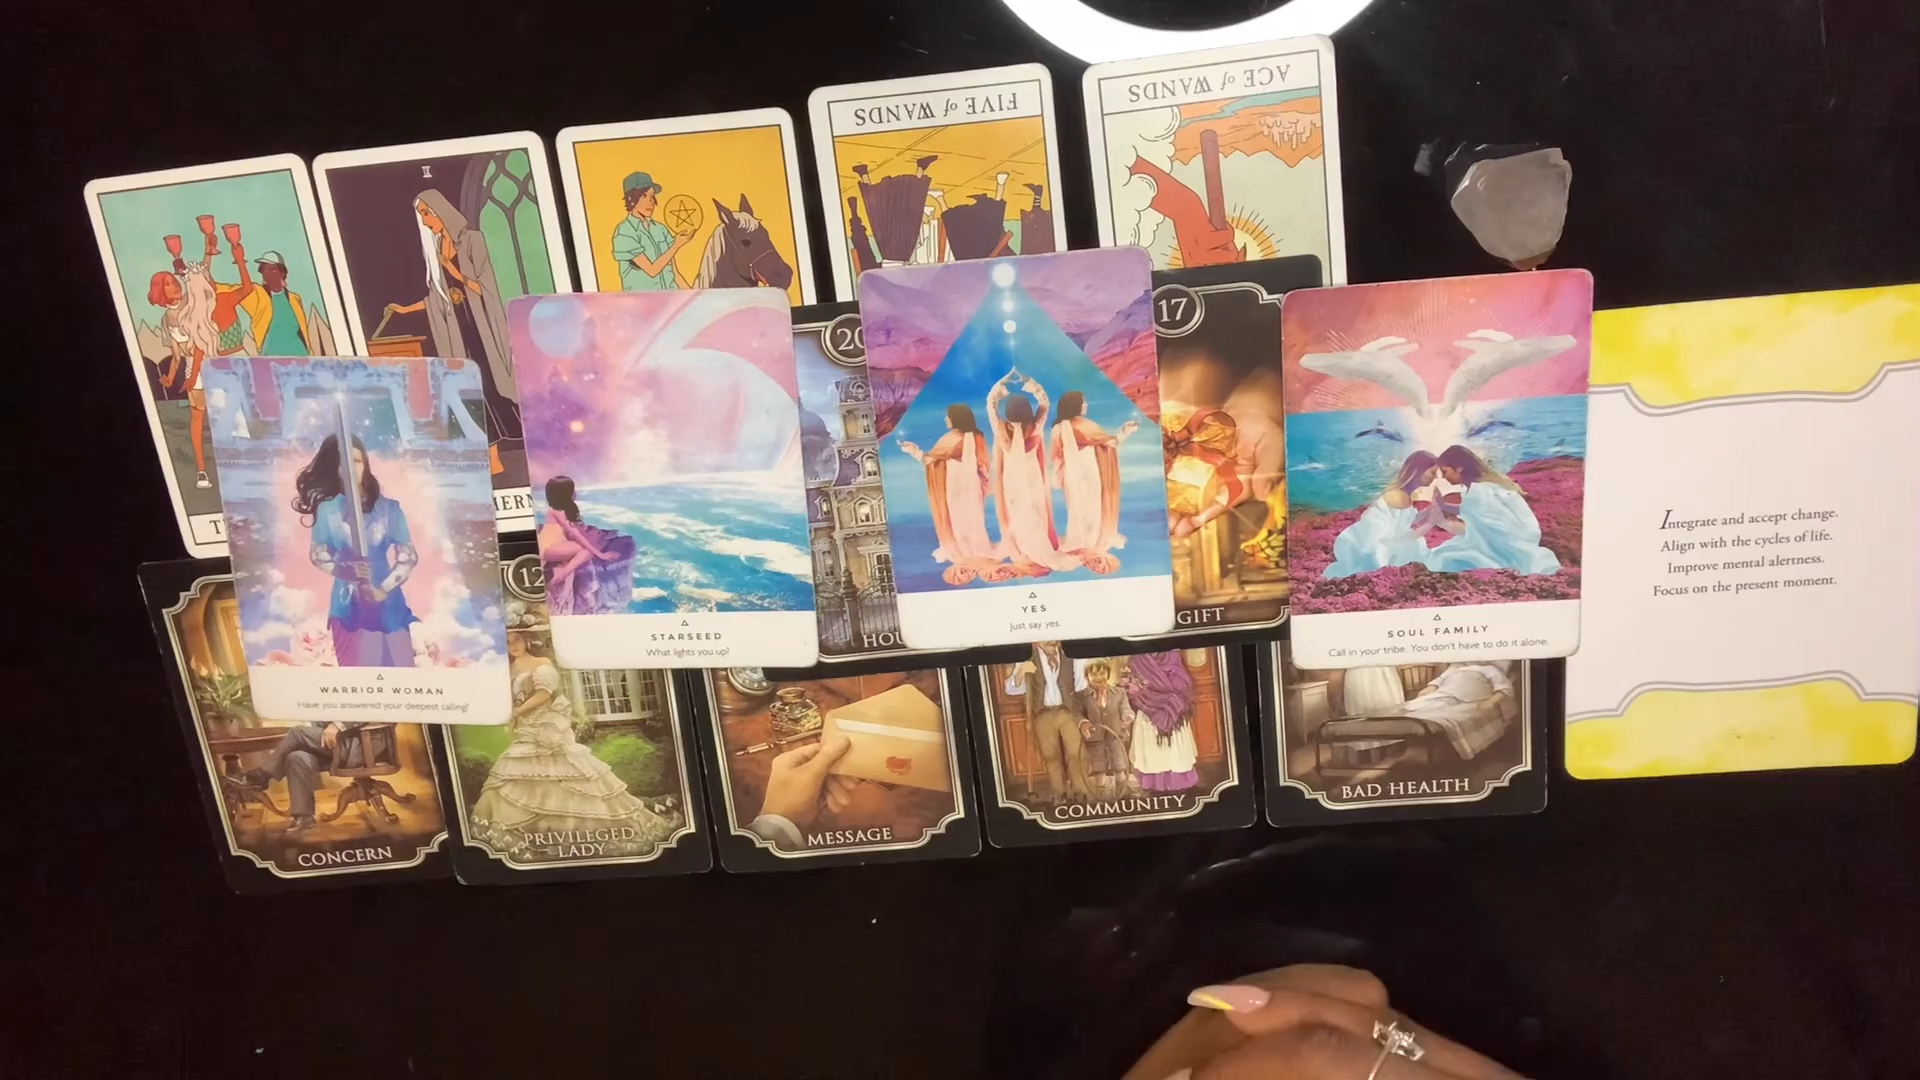 FIVE of WANDS
ACE of WANDS
II
20
17
12
WARRIOR WOMAN
Have you answered your deepest calling?
STARSEED
What lights you up?
YES
Just say yes.
GIFT
SOUL FAMILY
Call in your tribe. You don't have to do it alone.
Integrate and accept change.
Align with the cycles of life.
Improve mental alertness.
Focus on the present moment.
CONCERN
PRIVILEGED
LADY
MESSAGE
COMMUNITY
BAD HEALTH